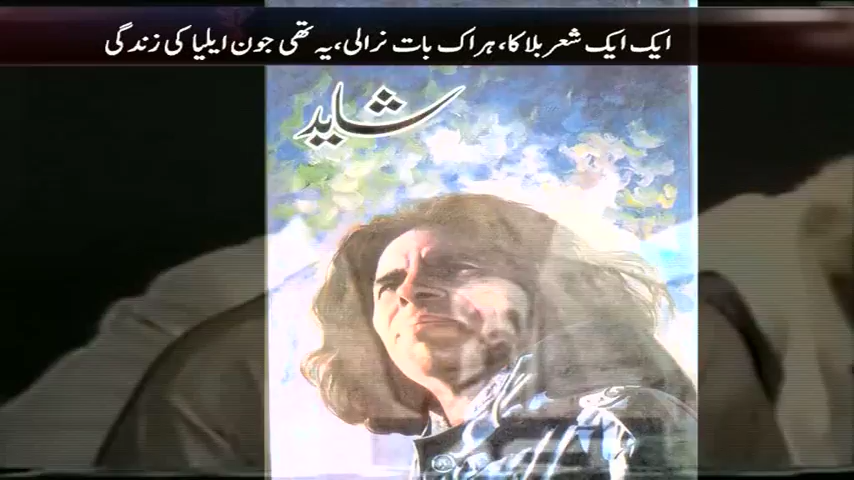 ایک ایک شعر بلا کا، ہر اک بات نرالی، یہ تھی جون ایلیا کی زندگی
شاید